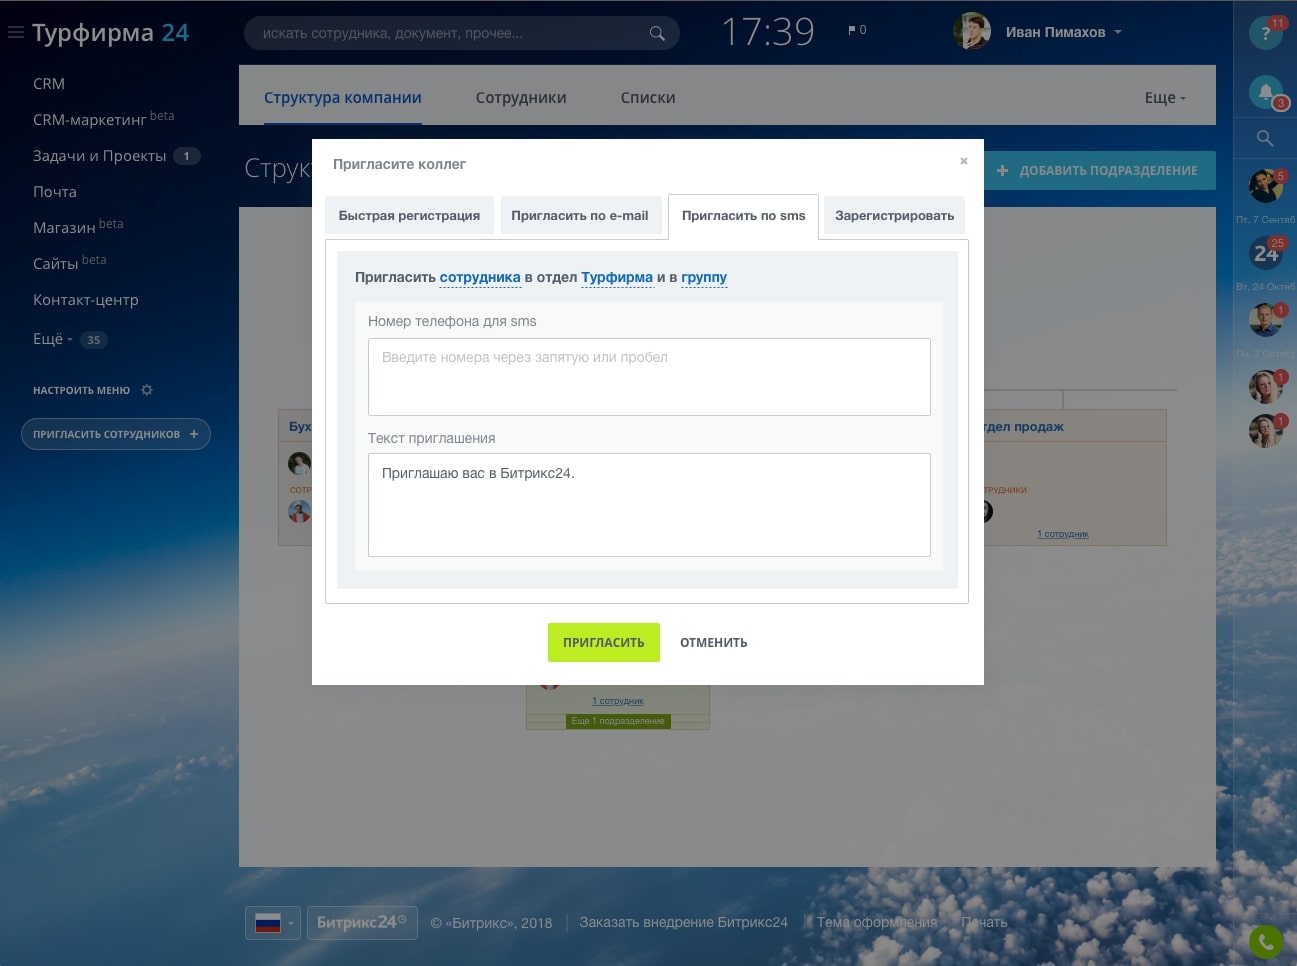 Турфирма 24
искать сотрудника, документ, прочее...
17:39
0
Иван Пимахов
? 11
CRM
CRM-маркетинг beta
Задачи и Проекты 1
Почта
Магазин beta
Сайты beta
Контакт-центр
Ещё 35
НАСТРОИТЬ МЕНЮ
ПРИГЛАСИТЬ СОТРУДНИКОВ +
Структура компании
Сотрудники
Списки
Еще
Струк
+ ДОБАВИТЬ ПОДРАЗДЕЛЕНИЕ
Пригласите коллег
×
Быстрая регистрация
Пригласить по e-mail
Пригласить по sms
Зарегистрировать
Пригласить сотрудника в отдел Турфирма и в группу
Номер телефона для sms
Введите номера через запятую или пробел
Текст приглашения
Приглашаю вас в Битрикс24.
ПРИГЛАСИТЬ
ОТМЕНИТЬ
Бух
СОТР
тдел продаж
ТРУДНИКИ
1 сотрудник
1 сотрудник
Еще 1 подразделение
3
5
Пт, 7 Сентяб
24 25
Вт, 24 Октяб
1
Пн, 2 Октяб
1
1
Битрикс24
© «Битрикс», 2018
Заказать внедрение Битрикс24
Тема оформления
Печать